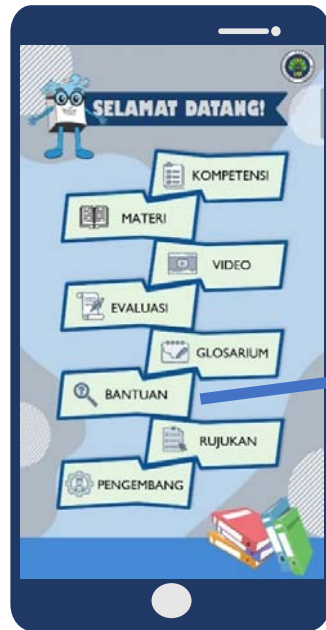 SELAMAT DATANG!
KOMPETENSI
MATERI
VIDEO
EVALUASI
GLOSARIUM
BANTUAN
RUJUKAN
PENGEMBANG